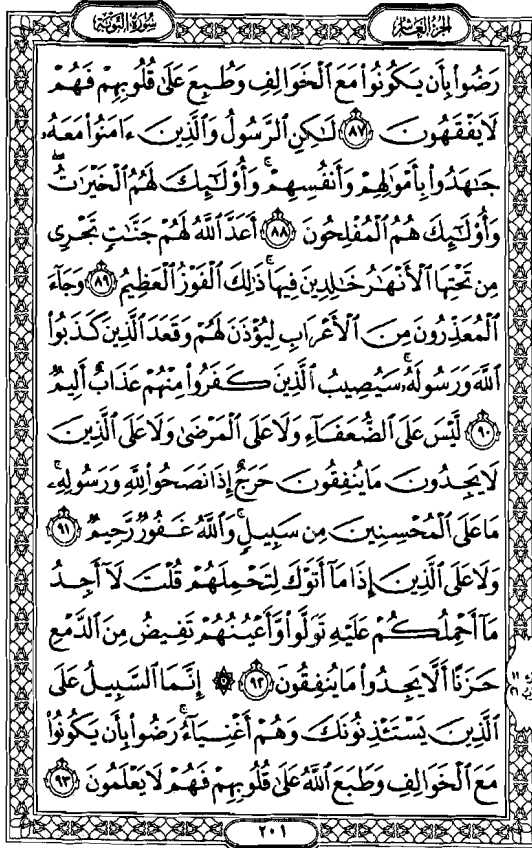 سُورَةُ التَّوْبَةِ
الجُزْءُ العَاشِرُ
رَضُواْ بِأَن يَكُونُواْ مَعَ ٱلْخَوَالِفِ وَطُبِعَ عَلَىٰ قُلُوبِهِمْ فَهُمْ
لَا يَفْقَهُونَ ٨٧ لَٰكِنِ ٱلرَّسُولُ وَٱلَّذِينَ ءَامَنُواْ مَعَهُۥ
جَٰهَدُواْ بِأَمْوَٰلِهِمْ وَأَنفُسِهِمْ ۚ وَأُوْلَٰٓئِكَ لَهُمُ ٱلْخَيْرَٰتُ ۖ
وَأُوْلَٰٓئِكَ هُمُ ٱلْمُفْلِحُونَ ٨٨ أَعَدَّ ٱللَّهُ لَهُمْ جَنَّٰتٍ تَجْرِى
مِن تَحْتِهَا ٱلْأَنْهَٰرُ خَٰلِدِينَ فِيهَا ۚ ذَٰلِكَ ٱلْفَوْزُ ٱلْعَظِيمُ ٨٩ وَجَآءَ
ٱلْمُعَذِّرُونَ مِنَ ٱلْأَعْرَابِ لِيُؤْذَنَ لَهُمْ وَقَعَدَ ٱلَّذِينَ كَذَبُواْ
ٱللَّهَ وَرَسُولَهُۥ ۚ سَيُصِيبُ ٱلَّذِينَ كَفَرُواْ مِنْهُمْ عَذَابٌ أَلِيمٌ
٩٠ لَّيْسَ عَلَى ٱلضُّعَفَآءِ وَلَا عَلَى ٱلْمَرْضَىٰ وَلَا عَلَى ٱلَّذِينَ
لَا يَجِدُونَ مَا يُنفِقُونَ حَرَجٌ إِذَا نَصَحُواْ لِلَّهِ وَرَسُولِهِۦ ۚ
مَا عَلَى ٱلْمُحْسِنِينَ مِن سَبِيلٍ ۚ وَٱللَّهُ غَفُورٌ رَّحِيمٌ ٩١
وَلَا عَلَى ٱلَّذِينَ إِذَا مَآ أَتَوْكَ لِتَحْمِلَهُمْ قُلْتَ لَآ أَجِدُ
مَآ أَحْمِلُكُمْ عَلَيْهِ تَوَلَّواْ وَّأَعْيُنُهُمْ تَفِيضُ مِنَ ٱلدَّمْعِ
حَزَنًا أَلَّا يَجِدُواْ مَا يُنفِقُونَ ٩٢ ۞ إِنَّمَا ٱلسَّبِيلُ عَلَى
ٱلَّذِينَ يَسْتَـْٔذِنُونَكَ وَهُمْ أَغْنِيَآءُ ۚ رَضُواْ بِأَن يَكُونُواْ
مَعَ ٱلْخَوَالِفِ وَطَبَعَ ٱللَّهُ عَلَىٰ قُلُوبِهِمْ فَهُمْ لَا يَعْلَمُونَ ٩٣
٢٠١